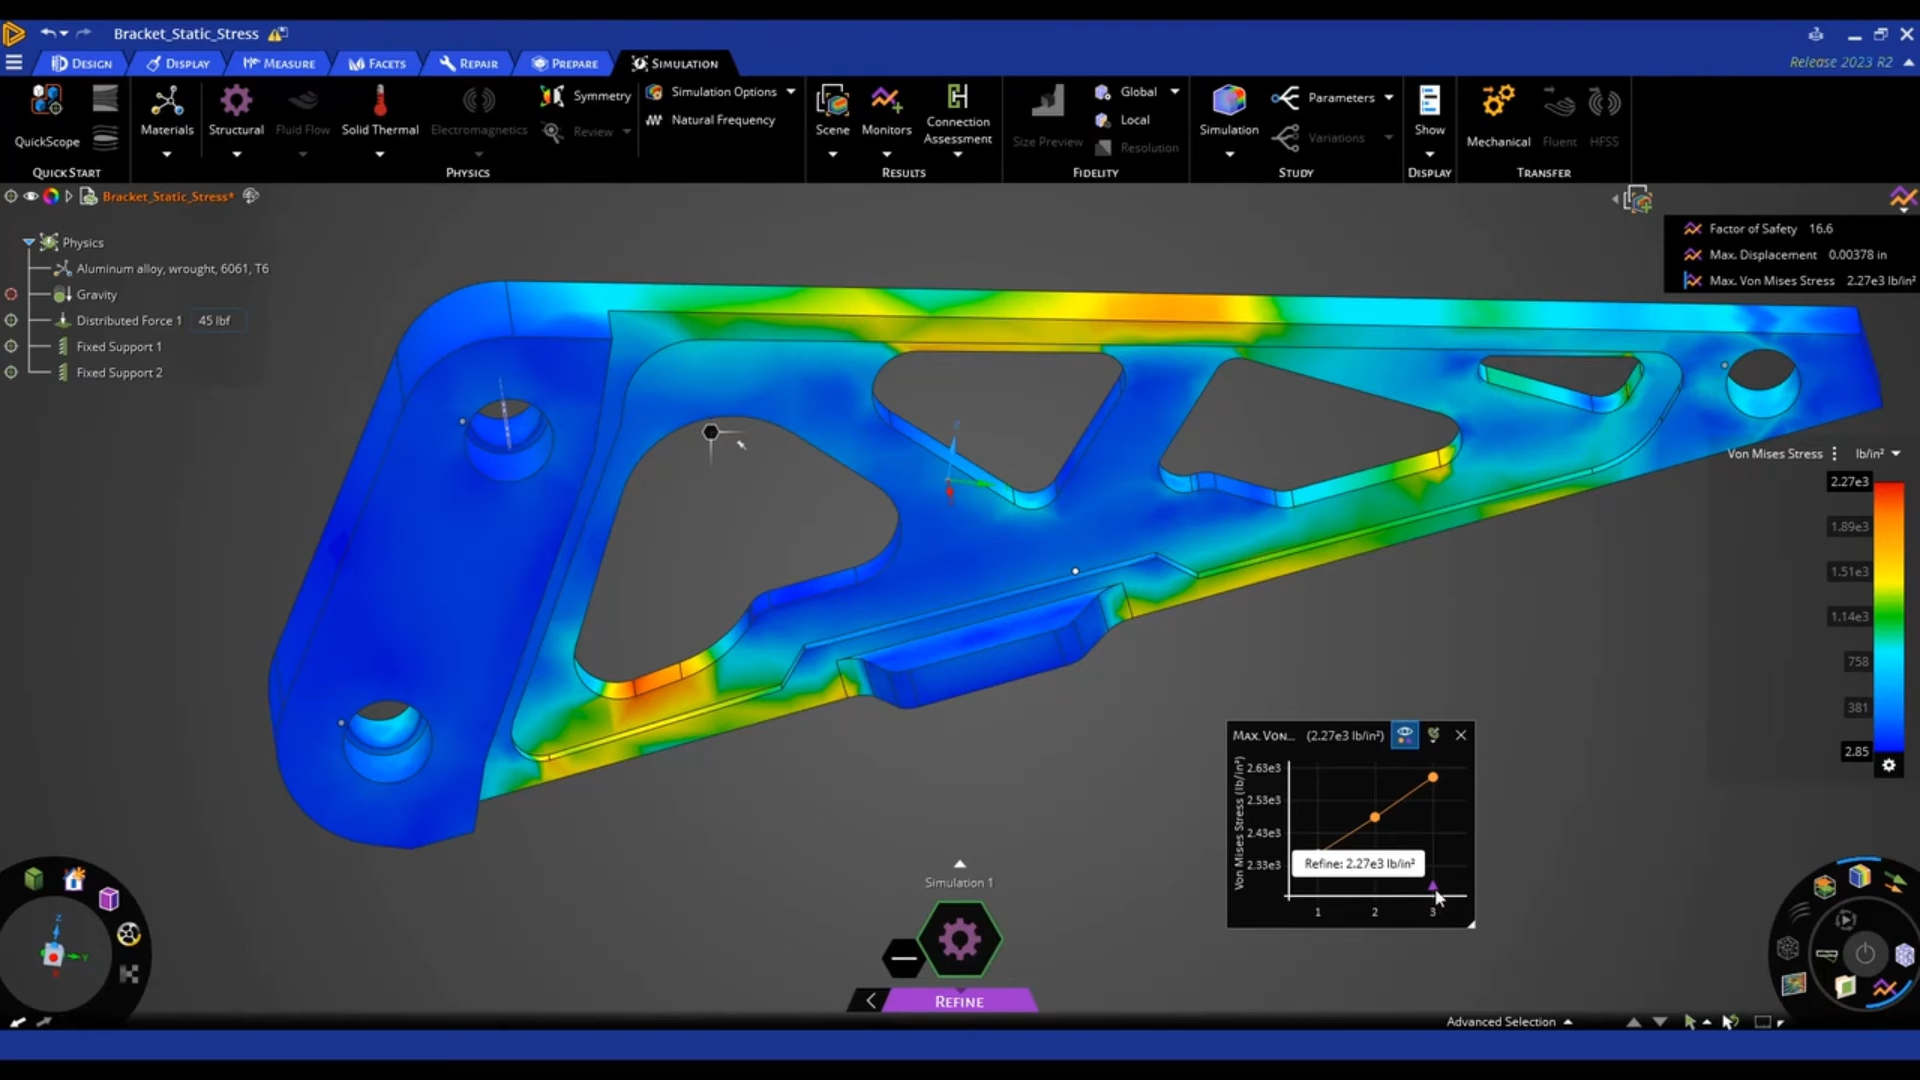 Bracket_Static_Stress
Design
Display
Measure
Facets
Repair
Prepare
Simulation
Release 2023 R2
QuickScope
Quick Start
Materials
Structural
Fluid Flow
Solid Thermal
Electromagnetics
Symmetry
Review
Simulation Options
Natural Frequency
Physics
Scene
Monitors
Connection
Assessment
Results
Size Preview
Global
Local
Resolution
Fidelity
Simulation
Parameters
Variations
Study
Show
Display
Mechanical
Fluent
HFSS
Transfer
Bracket_Static_Stress*
Physics
Aluminum alloy, wrought, 6061, T6
Gravity
Distributed Force 1 45 lbf
Fixed Support 1
Fixed Support 2
Factor of Safety 16.6
Max. Displacement 0.00378 in
Max. Von Mises Stress 2.27e3 lb/in²
Von Mises Stress lb/in²
2.27e3
1.89e3
1.51e3
1.14e3
758
381
2.85
Z
Max. Von... (2.27e3 lb/in²)
Von Mises Stress (lb/in²)
2.63e3
2.53e3
2.43e3
2.33e3
Refine: 2.27e3 lb/in²
1 2 3
Simulation 1
Refine
Z
Y
Advanced Selection